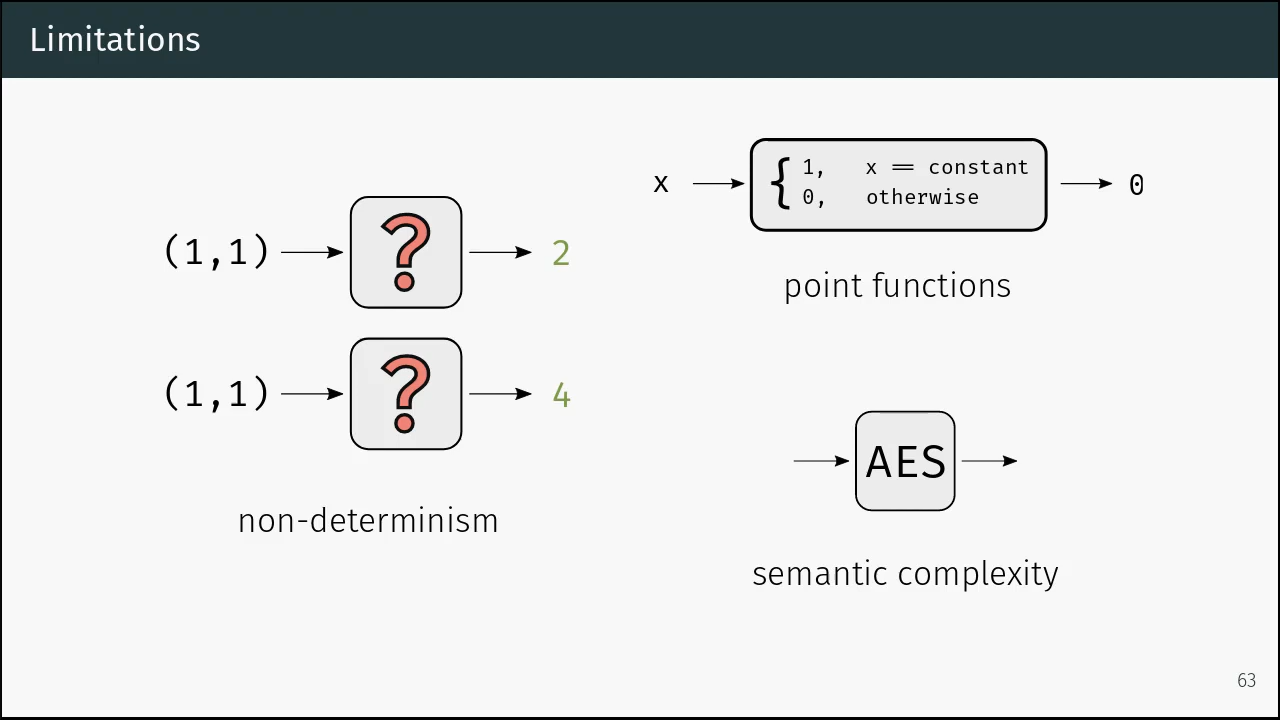 Limitations
(1,1) ? 2
(1,1) ? 4
non-determinism
x { 1, x == constant 0
0, otherwise
point functions
AES
semantic complexity
63